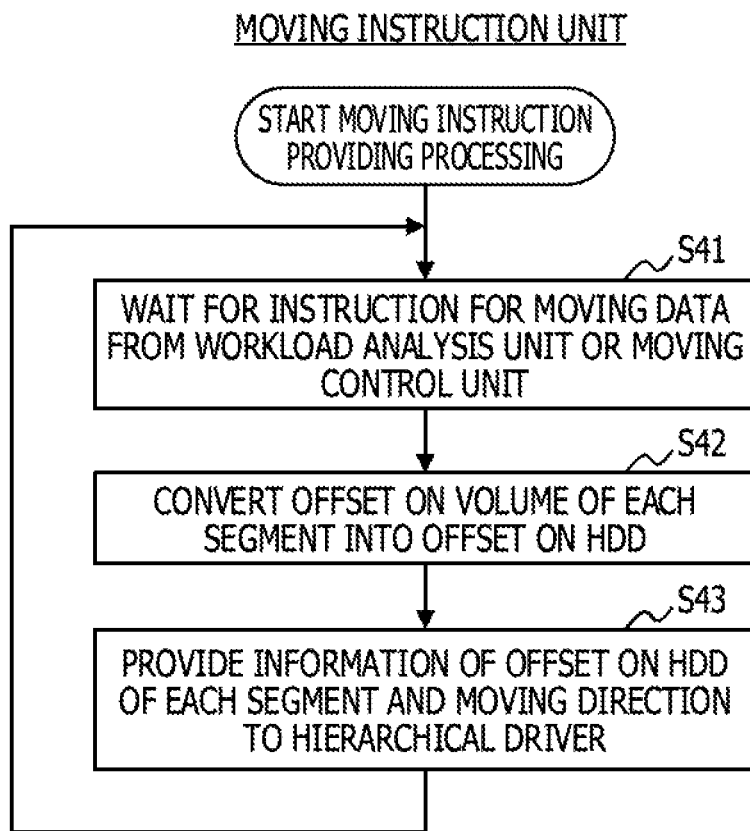 MOVING INSTRUCTION UNIT
START MOVING INSTRUCTION
PROVIDING PROCESSING
S41
WAIT FOR INSTRUCTION FOR MOVING DATA
FROM WORKLOAD ANALYSIS UNIT OR MOVING
CONTROL UNIT
S42
CONVERT OFFSET ON VOLUME OF EACH
SEGMENT INTO OFFSET ON HDD
S43
PROVIDE INFORMATION OF OFFSET ON HDD
OF EACH SEGMENT AND MOVING DIRECTION
TO HIERARCHICAL DRIVER